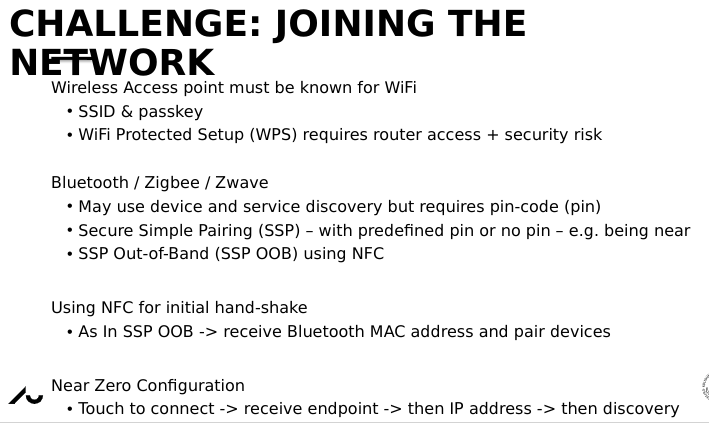 CHALLENGE: JOINING THE
NETWORK
Wireless Access point must be known for WiFi
• SSID & passkey
• WiFi Protected Setup (WPS) requires router access + security risk
Bluetooth / Zigbee / Zwave
• May use device and service discovery but requires pin-code (pin)
• Secure Simple Pairing (SSP) – with predefined pin or no pin – e.g. being near
• SSP Out-of-Band (SSP OOB) using NFC
Using NFC for initial hand-shake
• As In SSP OOB -> receive Bluetooth MAC address and pair devices
Near Zero Configuration
• Touch to connect -> receive endpoint -> then IP address -> then discovery